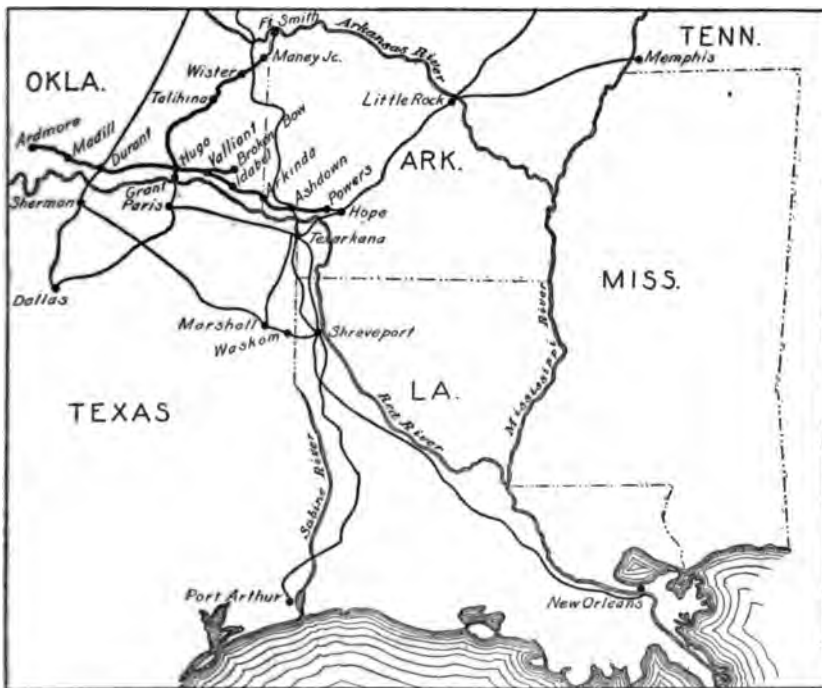 Ft. Smith
Arkansas River
TENN.
Maney Jc.
Memphis
Wister
OKLA.
Talihina
Little Rock
Ardmore
Madill
Durant
Hugo
Valliant
Broken Bow
Idabel
Arkinda
Ashdown
Powers
ARK.
Grant
Sherman
Paris
Hope
Texarkana
Dallas
MISS.
Marshall
Waskom
Shreveport
Mississippi River
LA.
TEXAS
Red River
Sabine River
Port Arthur
New Orleans